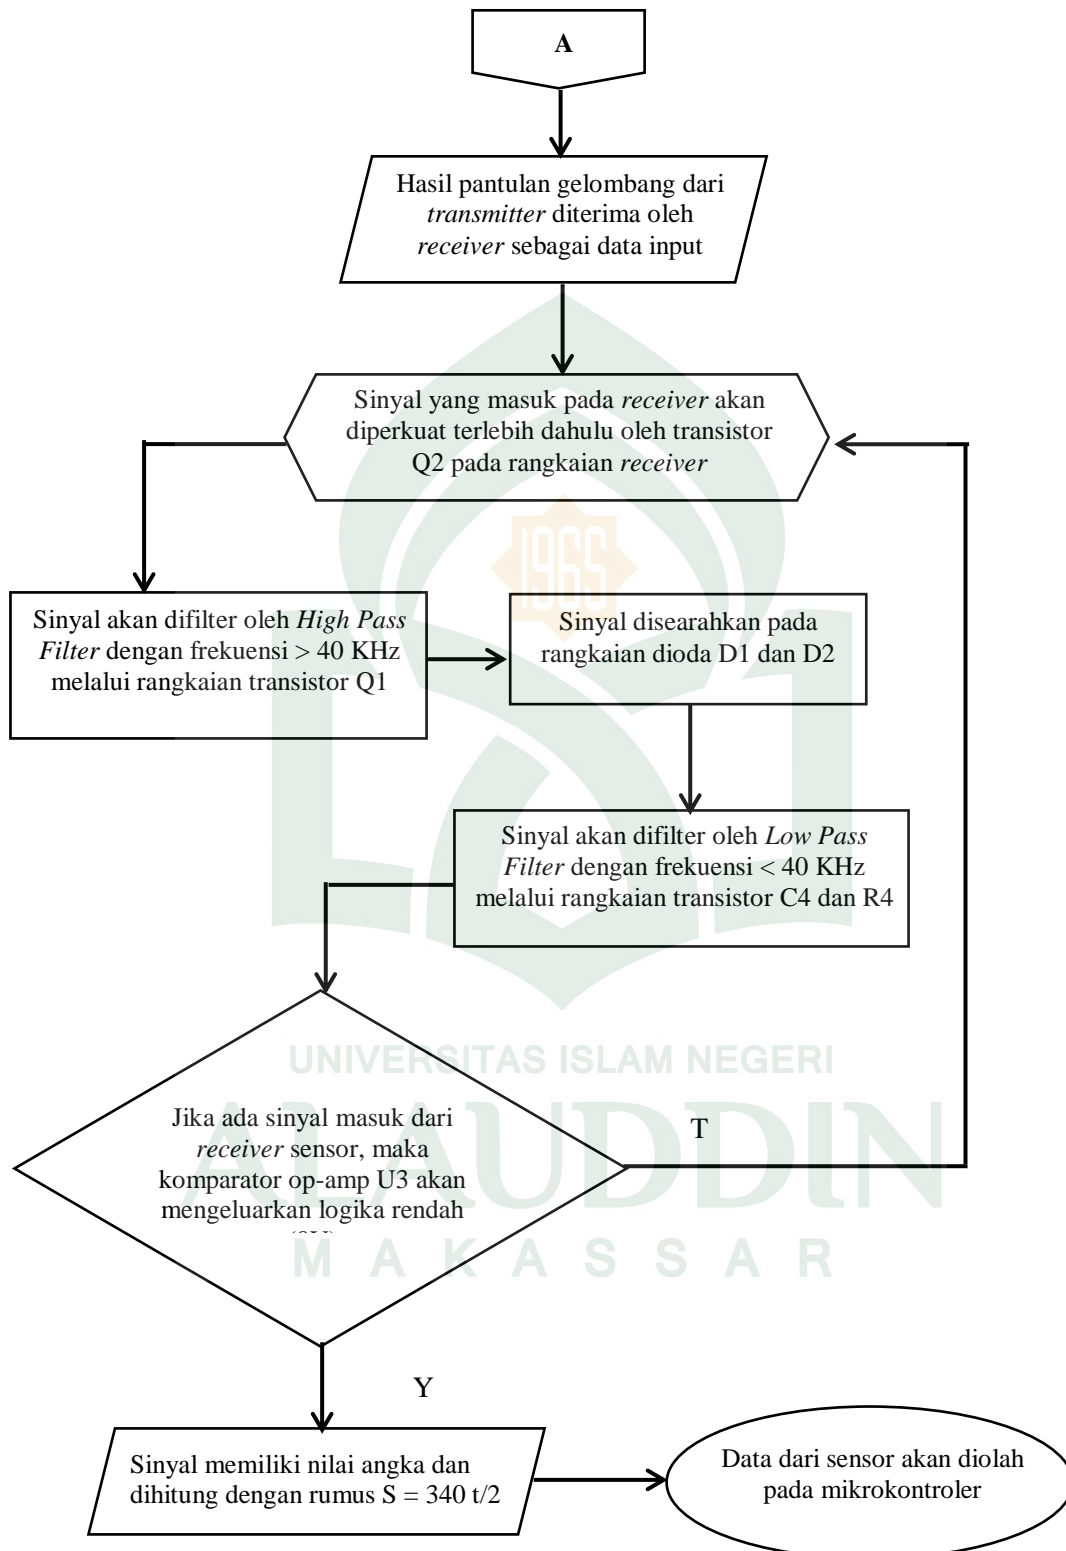 A
Hasil pantulan gelombang dari
transmitter diterima oleh
receiver sebagai data input
Sinyal yang masuk pada receiver akan
diperkuat terlebih dahulu oleh transistor
Q2 pada rangkaian receiver
1965
Sinyal akan difilter oleh High Pass
Filter dengan frekuensi > 40 KHz
melalui rangkaian transistor Q1
Sinyal disearahkan pada
rangkaian dioda D1 dan D2
Sinyal akan difilter oleh Low Pass
Filter dengan frekuensi < 40 KHz
melalui rangkaian transistor C4 dan R4
UNIVERSITAS ISLAM NEGERI
ALAUDDIN
MAKASSAR
Jika ada sinyal masuk dari
receiver sensor, maka
komparator op-amp U3 akan
mengeluarkan logika rendah
T
Y
Sinyal memiliki nilai angka dan
dihitung dengan rumus S = 340 t/2
Data dari sensor akan diolah
pada mikrokontroler